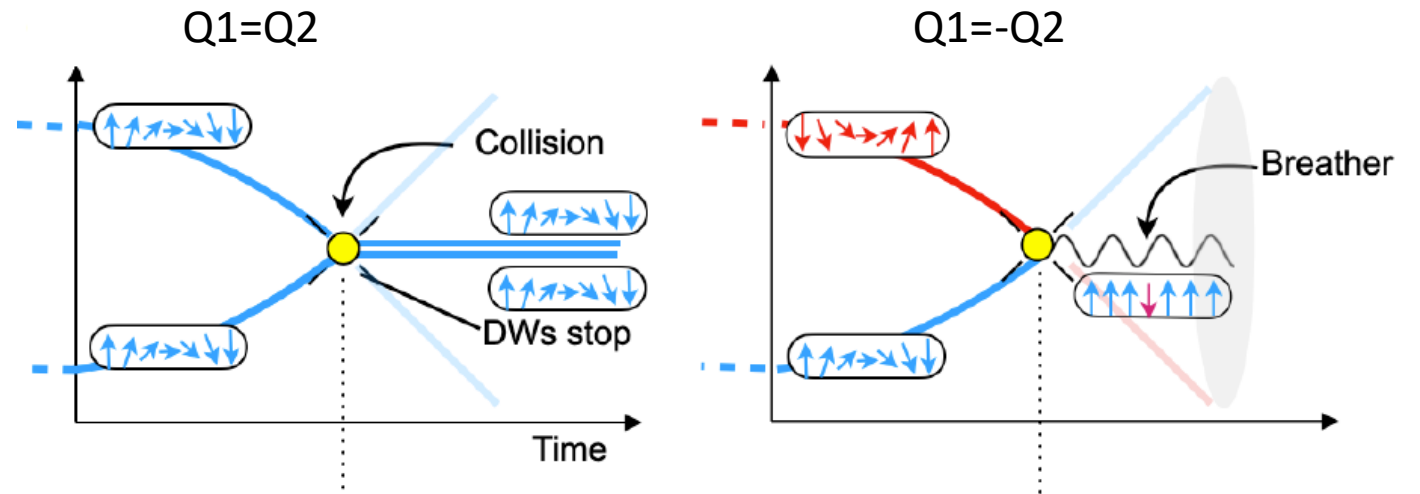 Q1=Q2
Q1=-Q2
Collision
Breather
DWs stop
Time